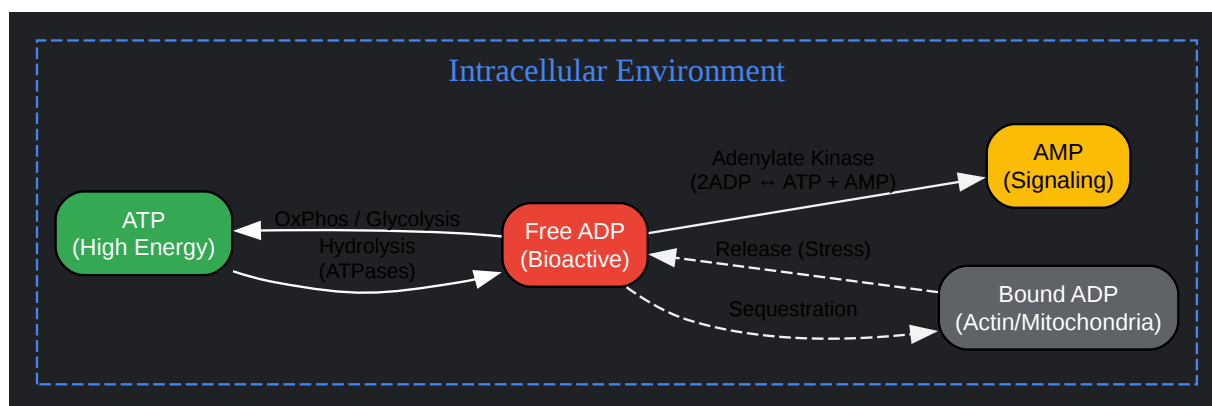 Intracellular Environment
ATP
(High Energy)
OxPhos / Glycolysis
Hydrolysis
(ATPases)
Free ADP
(Bioactive)
Adenylate Kinase
(2ADP ↔ ATP + AMP)
AMP
(Signaling)
Release (Stress)
Sequestration
Bound ADP
(Actin/Mitochondria)